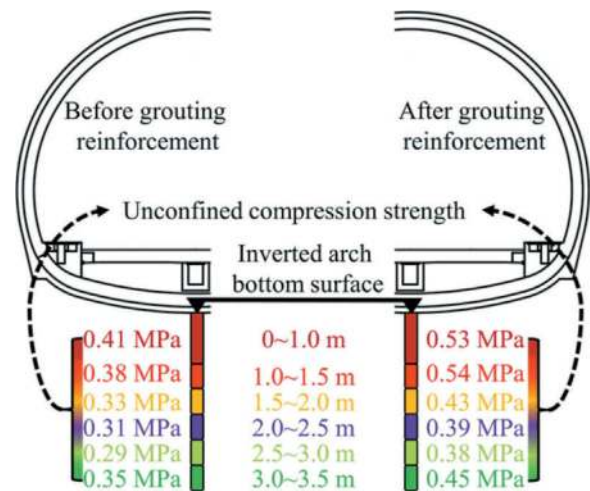 Before grouting
reinforcement
After grouting
reinforcement
Unconfined compression strength
Inverted arch
bottom surface
0.41 MPa 0~1.0 m 0.53 MPa
0.38 MPa 1.0~1.5 m 0.54 MPa
0.33 MPa 1.5~2.0 m 0.43 MPa
0.31 MPa 2.0~2.5 m 0.39 MPa
0.29 MPa 2.5~3.0 m 0.38 MPa
0.35 MPa 3.0~3.5 m 0.45 MPa